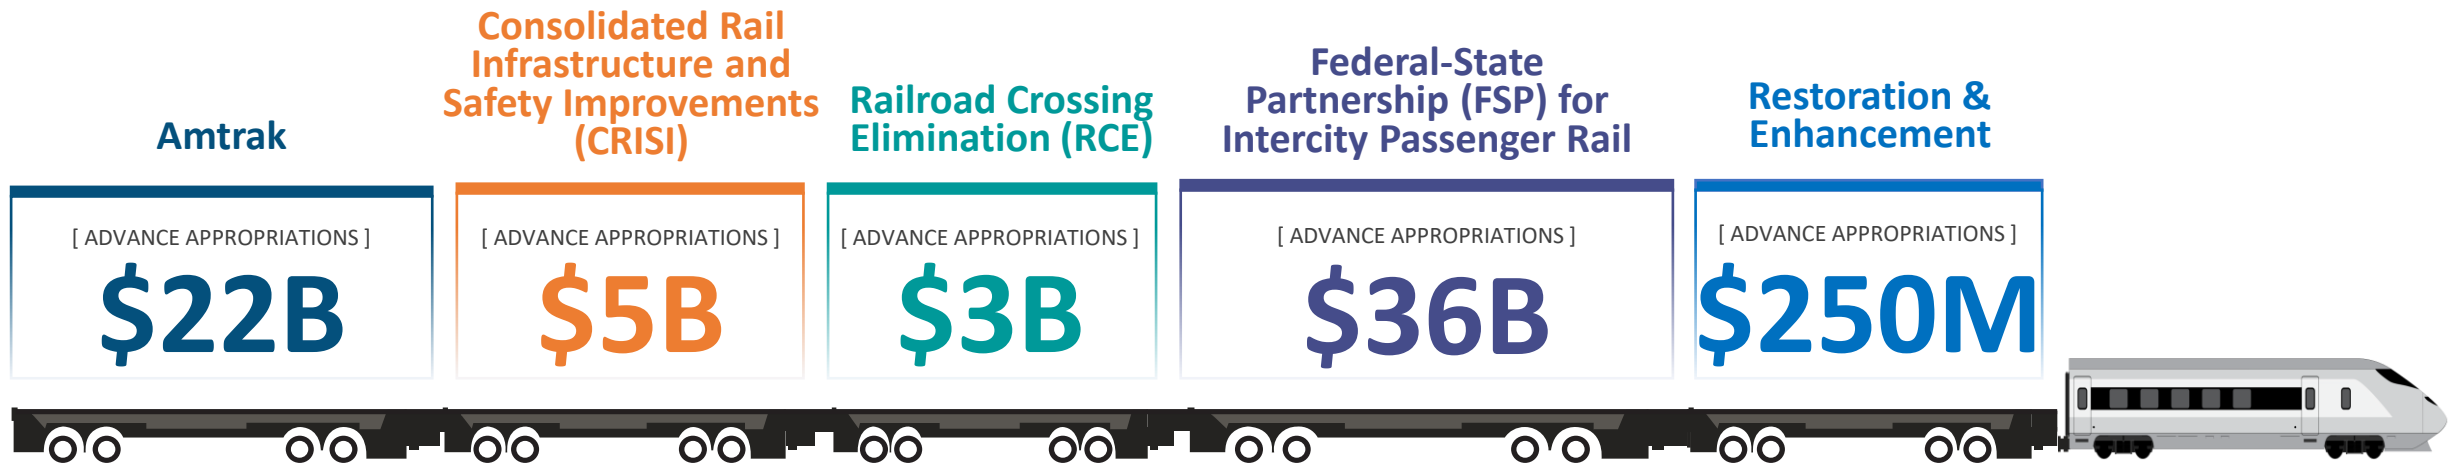 Amtrak
[ ADVANCE APPROPRIATIONS ]
$22B
Consolidated Rail
Infrastructure and
Safety Improvements
(CRISI)
[ ADVANCE APPROPRIATIONS ]
$5B
Railroad Crossing
Elimination (RCE)
[ ADVANCE APPROPRIATIONS ]
$3B
Federal-State
Partnership (FSP) for
Intercity Passenger Rail
[ ADVANCE APPROPRIATIONS ]
$36B
Restoration &
Enhancement
[ ADVANCE APPROPRIATIONS ]
$250M